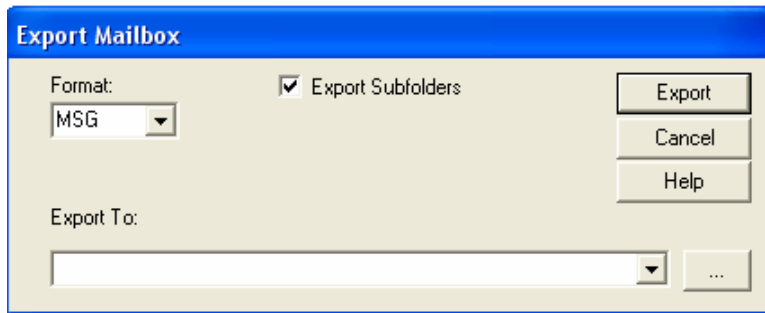 Export Mailbox
Format:
Export Subfolders
MSG
Export
Cancel
Help
Export To:
...